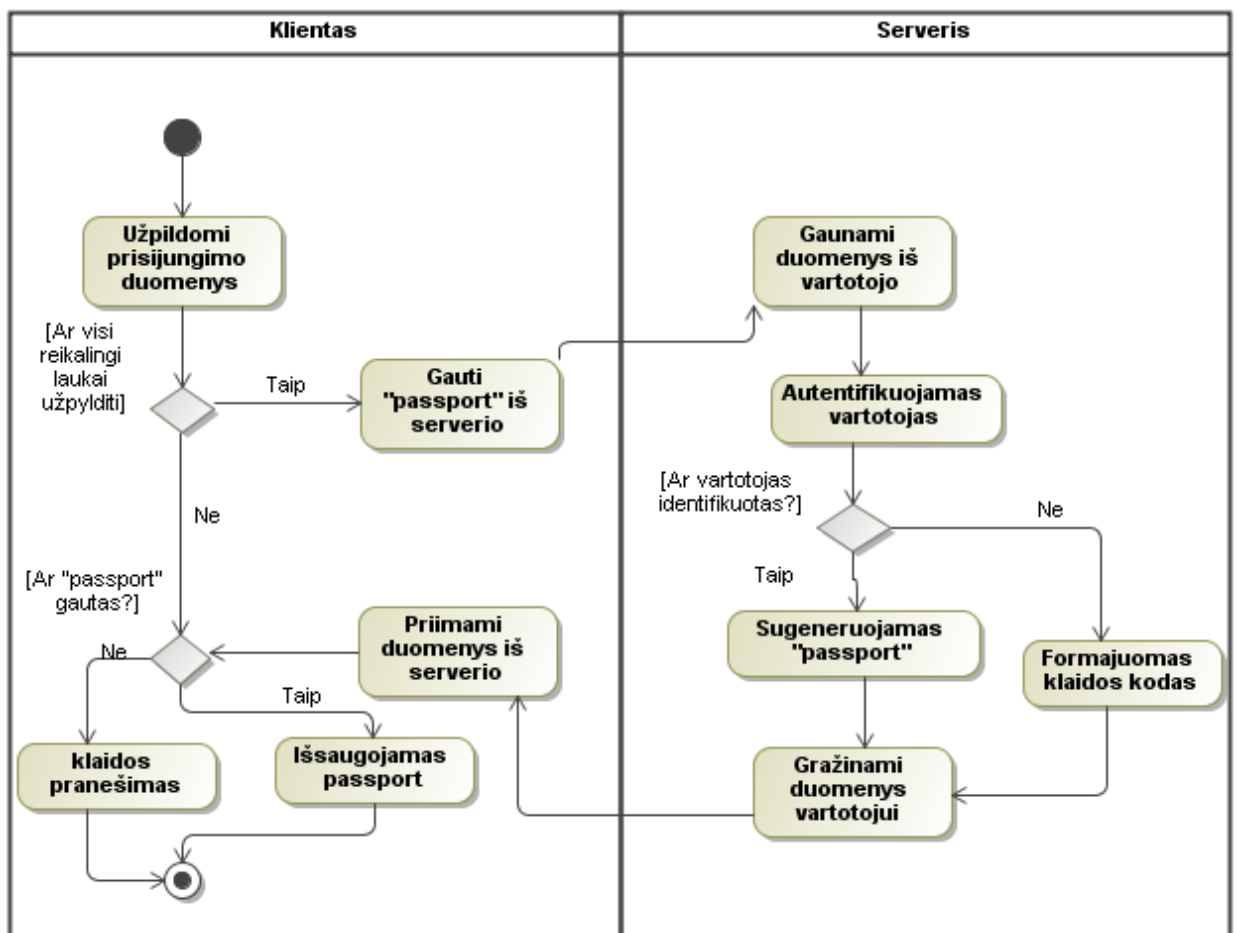 Klientas
Serveris
Užpildomi
prisijungimo
duomenys
[Ar visi
reikalingi
laukai
užpylditi]
Taip
Gauti
"passport" iš
serverio
Ne
[Ar "passport"
gautas?]
Priimami
duomenys iš
serverio
Ne
Taip
klaidos
pranešimas
Išsaugojamas
passport
Gaunami
duomenys iš
vartotojo
Autentifikuojamas
vartotojas
[Ar vartotojas
identifikuotas?]
Ne
Taip
Sugeneruojamas
"passport"
Formajuomas
klaidos kodas
Gražinami
duomenys
vartotojui